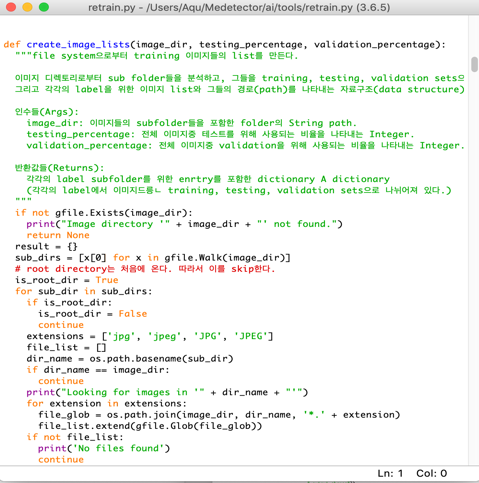 retrain.py - /Users/Aqu/Medetector/ai/tools/retrain.py (3.6.5)
def create_image_lists(image_dir, testing_percentage, validation_percentage):
"""file system으로부터 training 이미지들의 list를 만든다.
이미지 디렉토리로부터 sub folder들을 분석하고, 그들을 training, testing, validation sets으
그리고 각각의 label을 위한 이미지 list와 그들의 경로(path)를 나타내는 자료구조(data structure)
인수들(Args):
image_dir: 이미지들의 subfolder들을 포함한 folder의 String path.
testing_percentage: 전체 이미지중 테스트를 위해 사용되는 비율을 나타내는 Integer.
validation_percentage: 전체 이미지중 validation을 위해 사용되는 비율을 나타내는 Integer.
반환값들(Returns):
각각의 label subfolder를 위한 enrtry를 포함한 dictionary A dictionary
(각각의 label에서 이미지드릉ㄴ training, testing, validation sets으로 나뉘어져 있다.)
"""
if not gfile.Exists(image_dir):
print("Image directory '" + image_dir + "' not found.")
return None
result = {}
sub_dirs = [x[0] for x in gfile.Walk(image_dir)]
# root directory는 처음에 온다. 따라서 이를 skip한다.
is_root_dir = True
for sub_dir in sub_dirs:
if is_root_dir:
is_root_dir = False
continue
extensions = ['jpg', 'jpeg', 'JPG', 'JPEG']
file_list = []
dir_name = os.path.basename(sub_dir)
if dir_name == image_dir:
continue
print("Looking for images in '" + dir_name + "'")
for extension in extensions:
file_glob = os.path.join(image_dir, dir_name, '*.' + extension)
file_list.extend(gfile.Glob(file_glob))
if not file_list:
print('No files found')
continue
Ln: 1 Col: 0